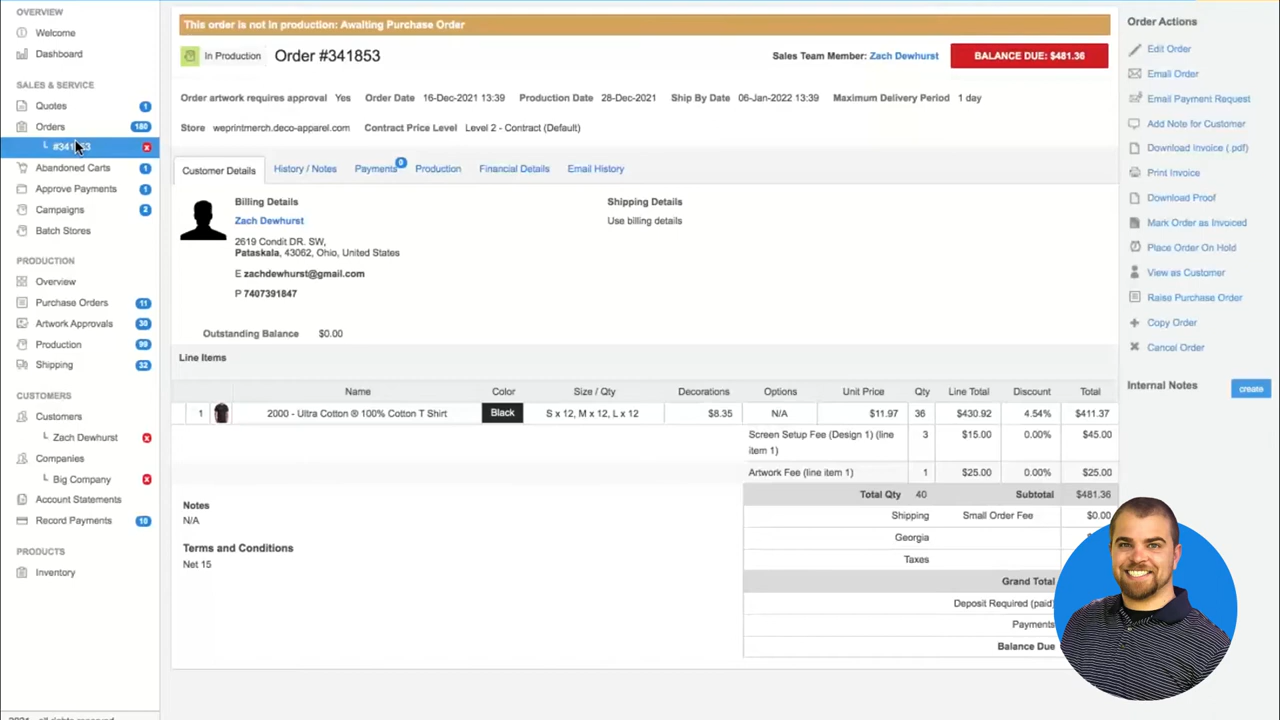 OVERVIEW
Welcome
Dashboard
SALES & SERVICE
Quotes 1
Orders 180
Abandoned Carts 1
Approve Payments 1
Campaigns 2
Batch Stores
PRODUCTION
Overview
Purchase Orders 11
Artwork Approvals 30
Production 99
Shipping 32
CUSTOMERS
Customers
Zach Dewhurst
Companies
Big Company
Account Statements
Record Payments 10
PRODUCTS
Inventory
This order is not in production: Awaiting Purchase Order
In Production Order #341853 Sales Team Member: Zach Dewhurst BALANCE DUE: $481.36
Order artwork requires approval Yes Order Date 16-Dec-2021 13:39 Production Date 28-Dec-2021 Ship By Date 06-Jan-2022 13:39 Maximum Delivery Period 1 day
Store weprintmerch.deco-apparel.com Contract Price Level Level 2 - Contract (Default)
Customer Details History / Notes Payments 0 Production Financial Details Email History
Billing Details Shipping Details
Zach Dewhurst Use billing details
2619 Condit DR. SW,
Pataskala, 43062, Ohio, United States
E zachdewhurst@gmail.com
P 7407391847
Outstanding Balance $0.00
Line Items
Name Color Size / Qty Decorations Options Unit Price Qty Line Total Discount Total
1 2000 - Ultra Cotton ® 100% Cotton T Shirt Black S x 12, M x 12, L x 12 $8.35 N/A $11.97 36 $430.92 4.54% $411.37
Screen Setup Fee (Design 1) (line item 1) 3 $15.00 0.00% $45.00
Artwork Fee (line item 1) 1 $25.00 0.00% $25.00
Total Qty 40 Subtotal $481.36
Shipping Small Order Fee $0.00
Georgia
Taxes
Grand Total
Deposit Required (paid)
Payments
Balance Due
Notes
N/A
Terms and Conditions
Net 15
Order Actions
Edit Order
Email Order
Email Payment Request
Add Note for Customer
Download Invoice (.pdf)
Print Invoice
Download Proof
Mark Order as Invoiced
Place Order On Hold
View as Customer
Raise Purchase Order
Copy Order
Cancel Order
Internal Notes create